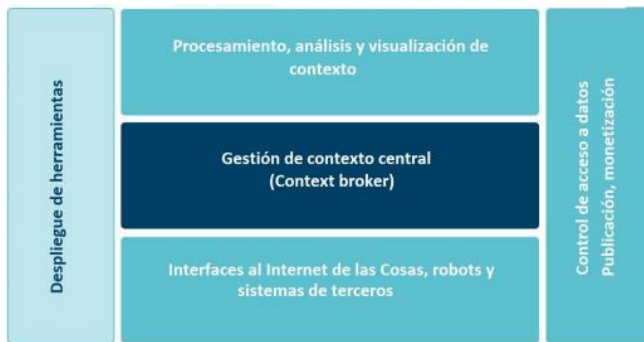 Despliegue de herramientas
Procesamiento, análisis y visualización de
contexto
Gestión de contexto central
(Context broker)
Interfaces al Internet de las Cosas, robots y
sistemas de terceros
Control de acceso a datos
Publicación, monetización